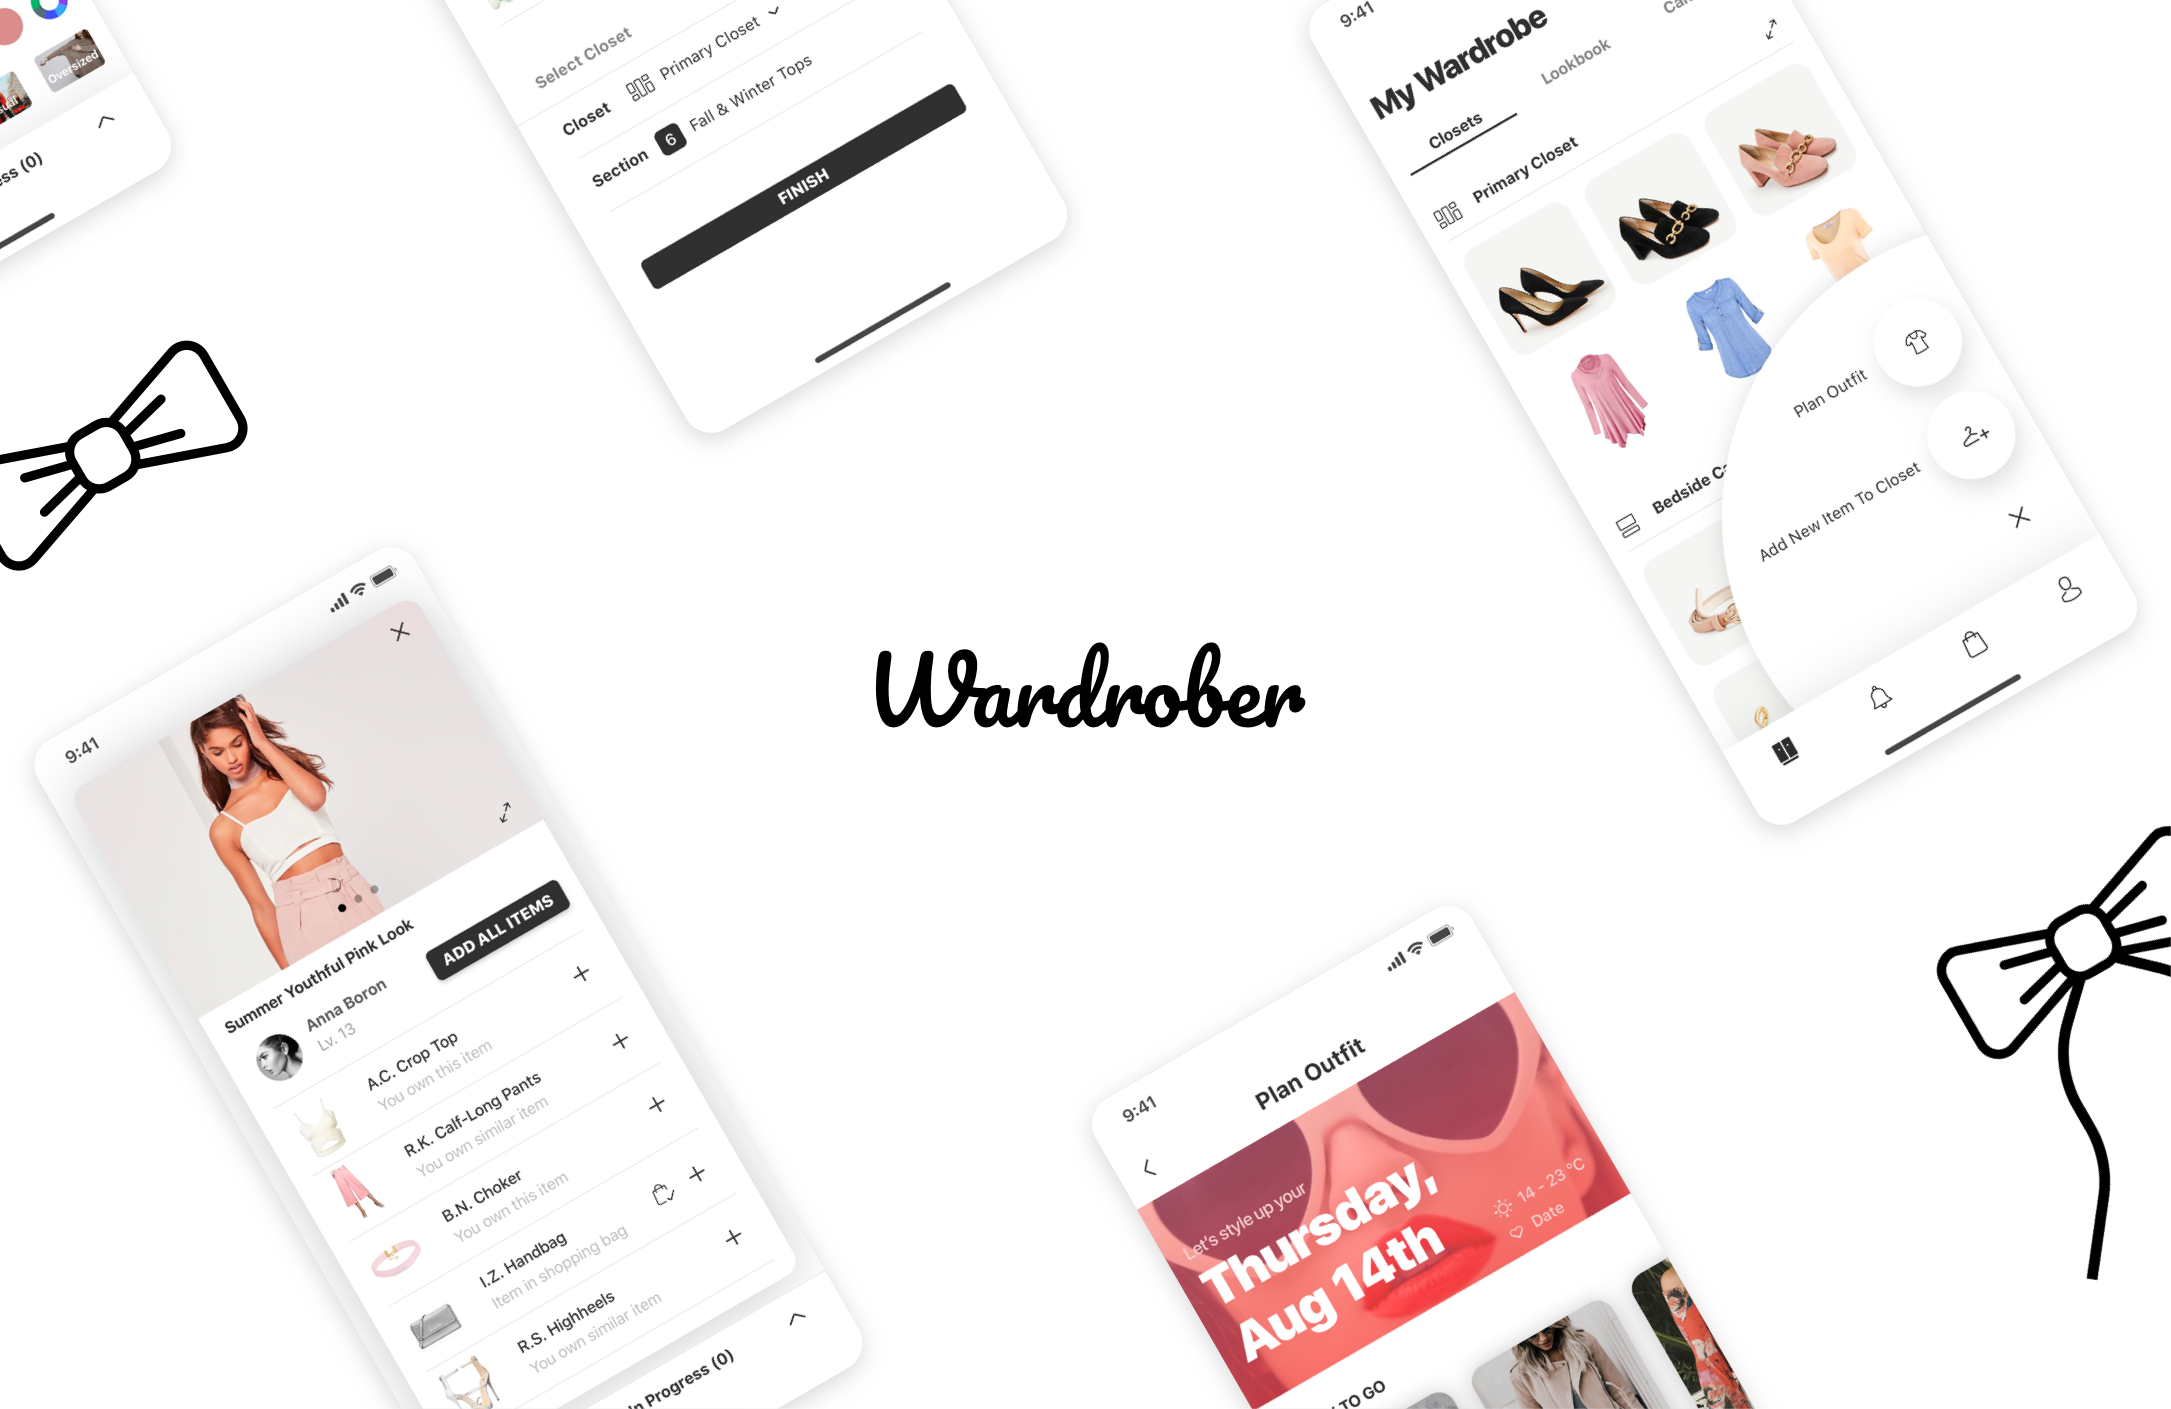 Oversized
(0)
Select Closet
Closet
Primary Closet
Section
6
Fall & Winter Tops
FINISH
9:41
My Wardrobe
Closets
Lookbook
Primary Closet
Plan Outfit
Add New Item To Closet
Bedside
Wardrober
9:41
Summer Youthful Pink Look
Anna Boron
Lv. 13
ADD ALL ITEMS
A.C. Crop Top
You own this item
R.K. Calf-Long Pants
You own similar item
B.N. Choker
You own this item
I.Z. Handbag
Item in shopping bag
R.S. Highheels
You own similar item
In Progress (0)
9:41
Plan Outfit
Let's style up your
Thursday,
Aug 14th
14 - 23 °C
Date
TO GO